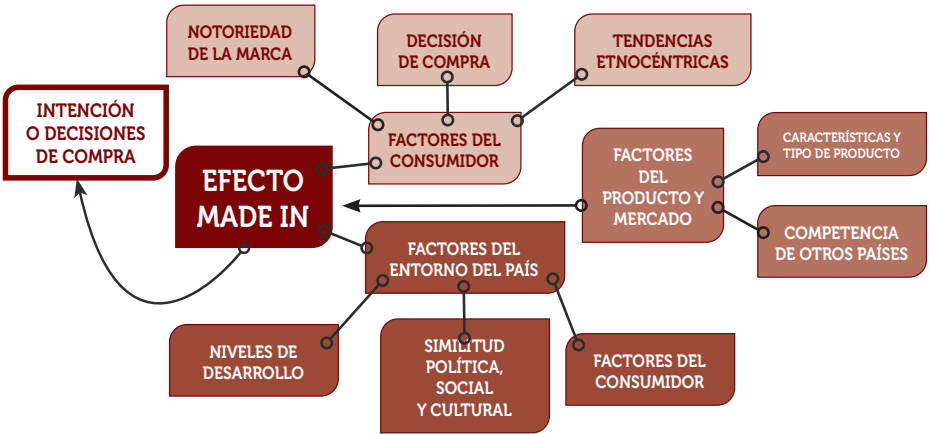 NOTORIEDAD
DE LA MARCA
DECISIÓN
DE COMPRA
TENDENCIAS
ETNOCÉNTRICAS
INTENCIÓN
O DECISIONES
DE COMPRA
FACTORES DEL
CONSUMIDOR
EFECTO
MADE IN
FACTORES
DEL
PRODUCTO Y
MERCADO
CARACTERÍSTICAS Y
TIPO DE PRODUCTO
COMPETENCIA
DE OTROS PAÍSES
FACTORES DEL
ENTORNO DEL PAÍS
NIVELES DE
DESARROLLO
SIMILITUD
POLÍTICA,
SOCIAL
Y CULTURAL
FACTORES DEL
CONSUMIDOR